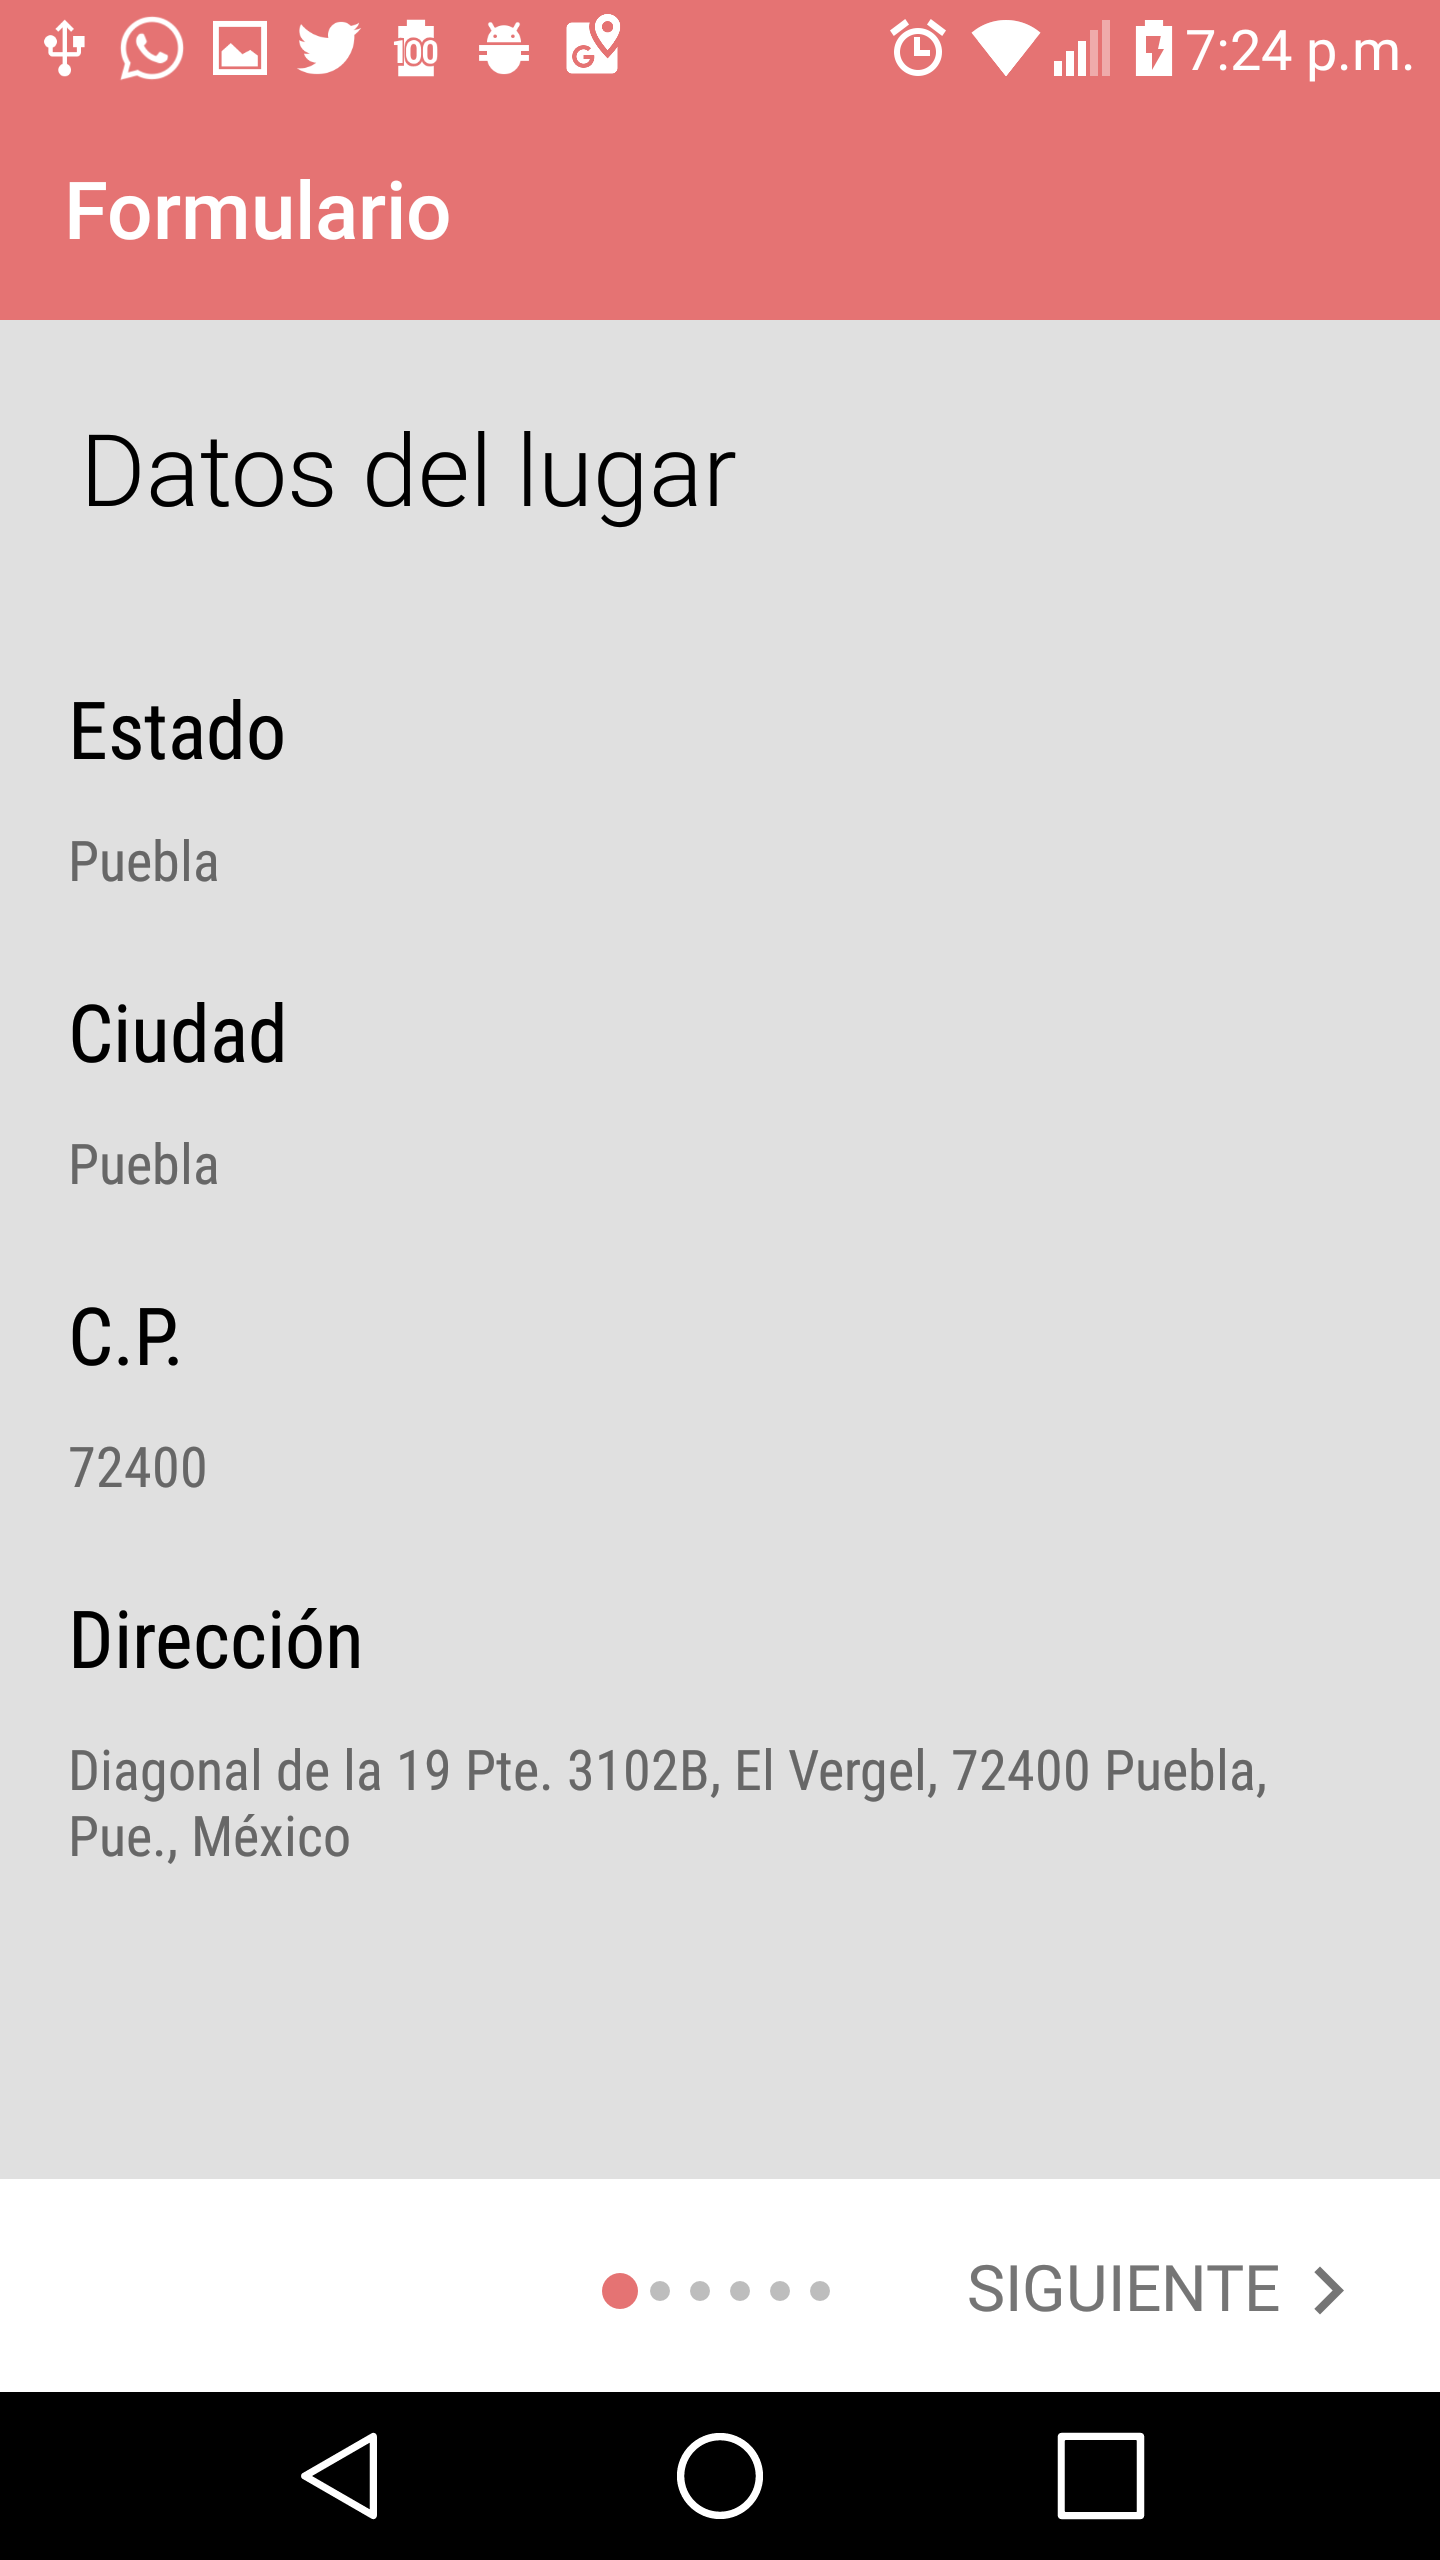 100
G
7:24 p.m.
Formulario
Datos del lugar
Estado
Puebla
Ciudad
Puebla
C.P.
72400
Dirección
Diagonal de la 19 Pte. 3102B, El Vergel, 72400 Puebla,
Pue., México
SIGUIENTE